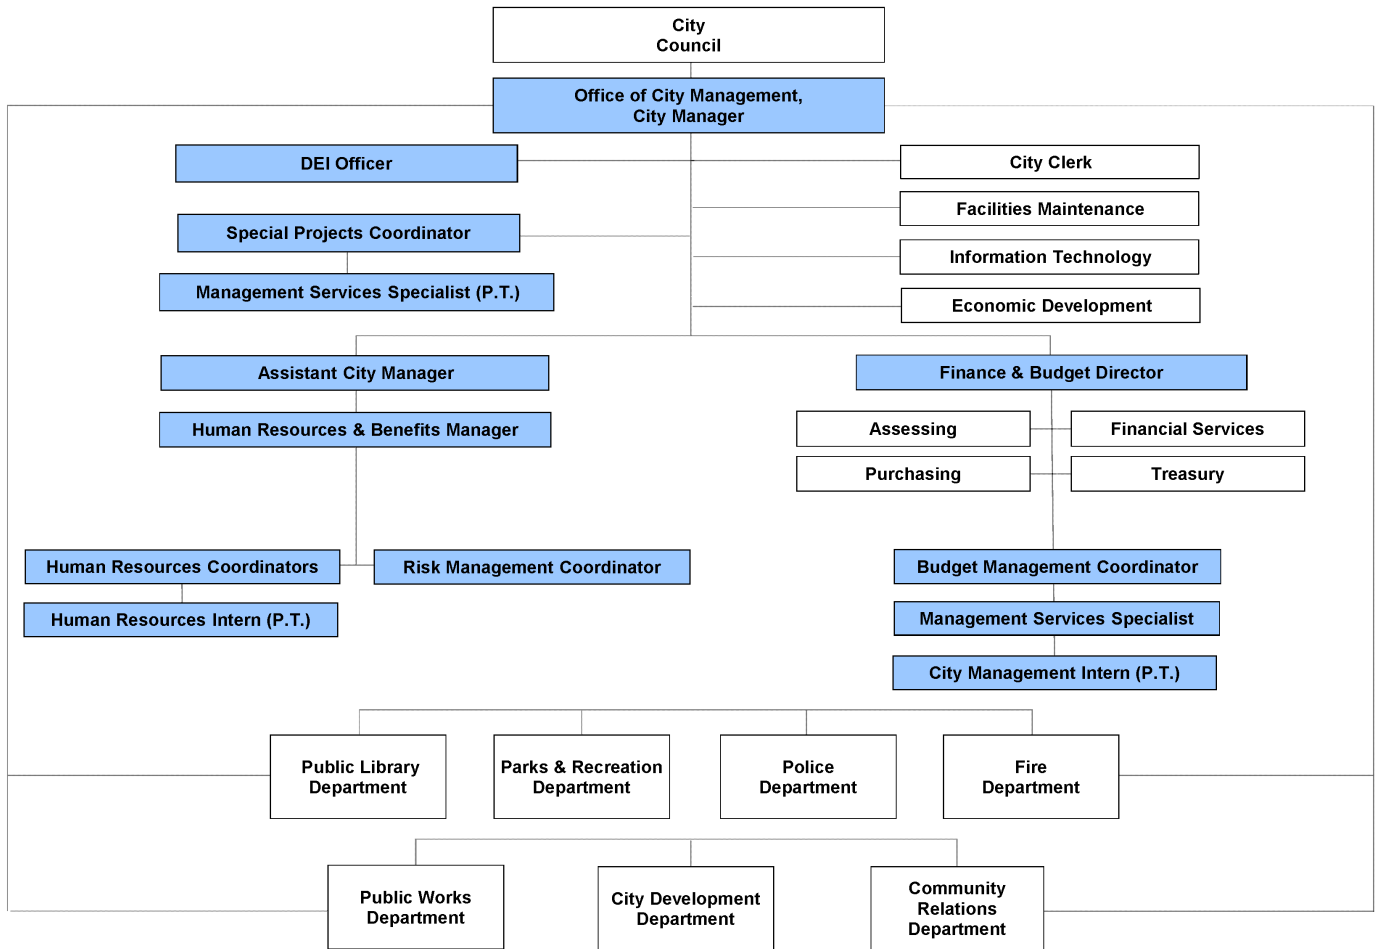 City
Council
Office of City Management,
City Manager
DEI Officer
City Clerk
Special Projects Coordinator
Facilities Maintenance
Information Technology
Management Services Specialist (P.T.)
Economic Development
Assistant City Manager
Finance & Budget Director
Human Resources & Benefits Manager
Assessing
Financial Services
Purchasing
Treasury
Human Resources Coordinators
Risk Management Coordinator
Budget Management Coordinator
Human Resources Intern (P.T.)
Management Services Specialist
City Management Intern (P.T.)
Public Library
Department
Parks & Recreation
Department
Police
Department
Fire
Department
Public Works
Department
City Development
Department
Community
Relations
Department